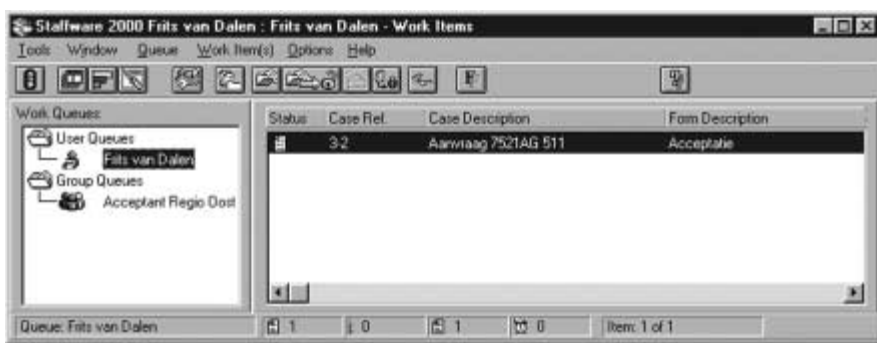 Staffware 2000 Frits van Dalen : Frits van Dalen - Work Items
Tools Window Queue Work Item(s) Options Help
Work Queues:
User Queues
Frits van Dalen
Group Queues
Acceptant Regio Oost
Status Case Ref. Case Description Form Description
3-2 Aanvraag 7521AG 511 Acceptatie
Queue: Frits van Dalen 1 0 1 0 Item: 1 of 1